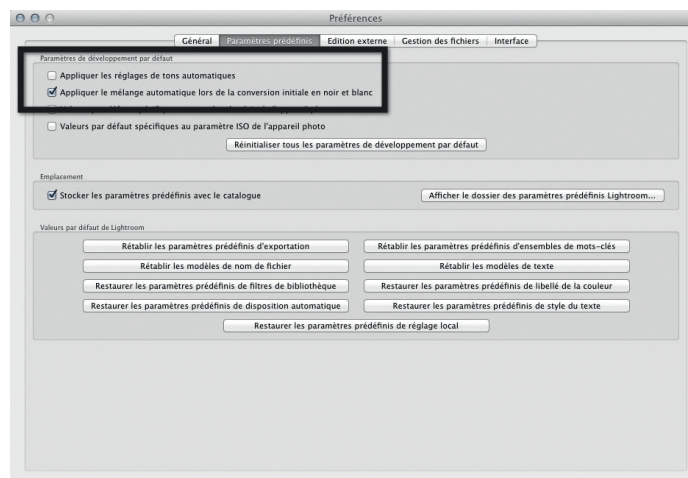 Préférences
Général Paramètres prédéfinis Edition externe Gestion des fichiers Interface
Paramètres de développement par défaut
Appliquer les réglages de tons automatiques
Appliquer le mélange automatique lors de la conversion initiale en noir et blanc
Valeurs par défaut spécifiques au paramètre ISO de l'appareil photo
Réinitialiser tous les paramètres de développement par défaut
Emplacement
Stocker les paramètres prédéfinis avec le catalogue Afficher le dossier des paramètres prédéfinis Lightroom...
Valeurs par défaut de Lightroom
Rétablir les paramètres prédéfinis d'exportation Rétablir les paramètres prédéfinis d'ensembles de mots-clés
Rétablir les modèles de nom de fichier Rétablir les modèles de texte
Restaurer les paramètres prédéfinis de filtres de bibliothèque Restaurer les paramètres prédéfinis de libellé de la couleur
Restaurer les paramètres prédéfinis de disposition automatique Restaurer les paramètres prédéfinis de style du texte
Restaurer les paramètres prédéfinis de réglage local